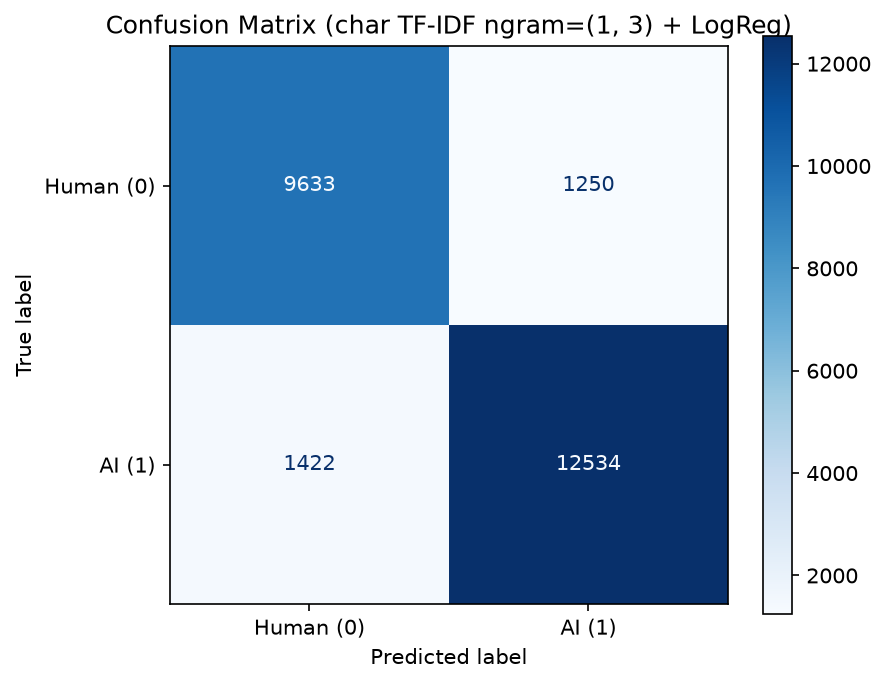 Confusion Matrix (char TF-IDF ngram=(1, 3) + LogReg)
12000
Human (0)
9633
1250
10000
8000
True label
6000
AI (1)
1422
12534
4000
2000
Human (0)
AI (1)
Predicted label